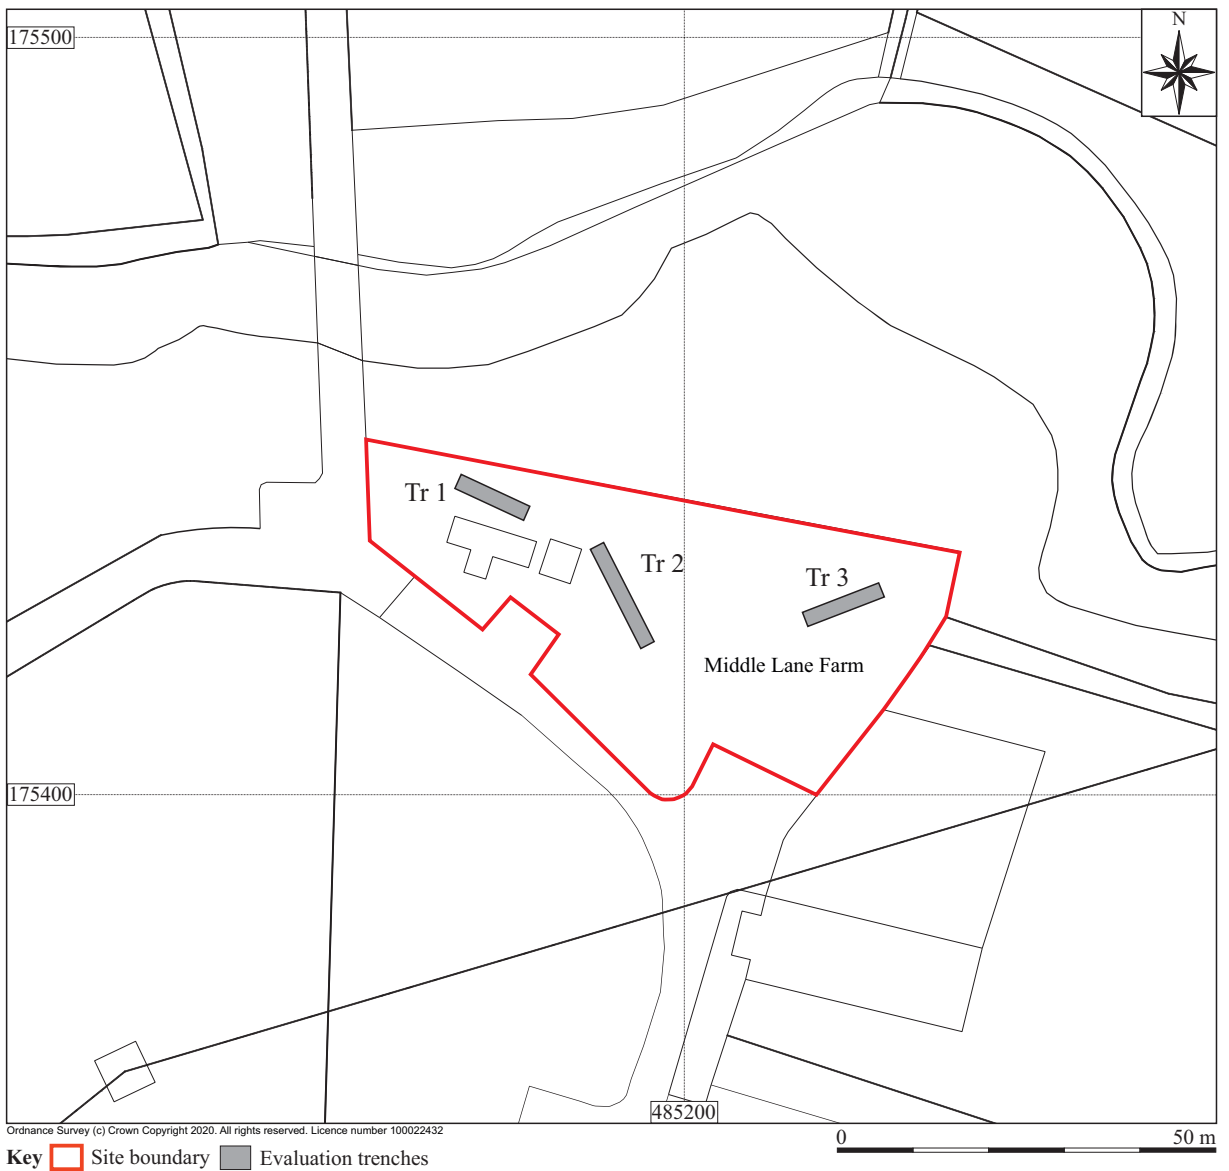 175500
N
Tr 1
Tr 2
Tr 3
Middle Lane Farm
175400
485200
Ordnance Survey (c) Crown Copyright 2020. All rights reserved. Licence number 100022432
0 50 m
Key Site boundary Evaluation trenches